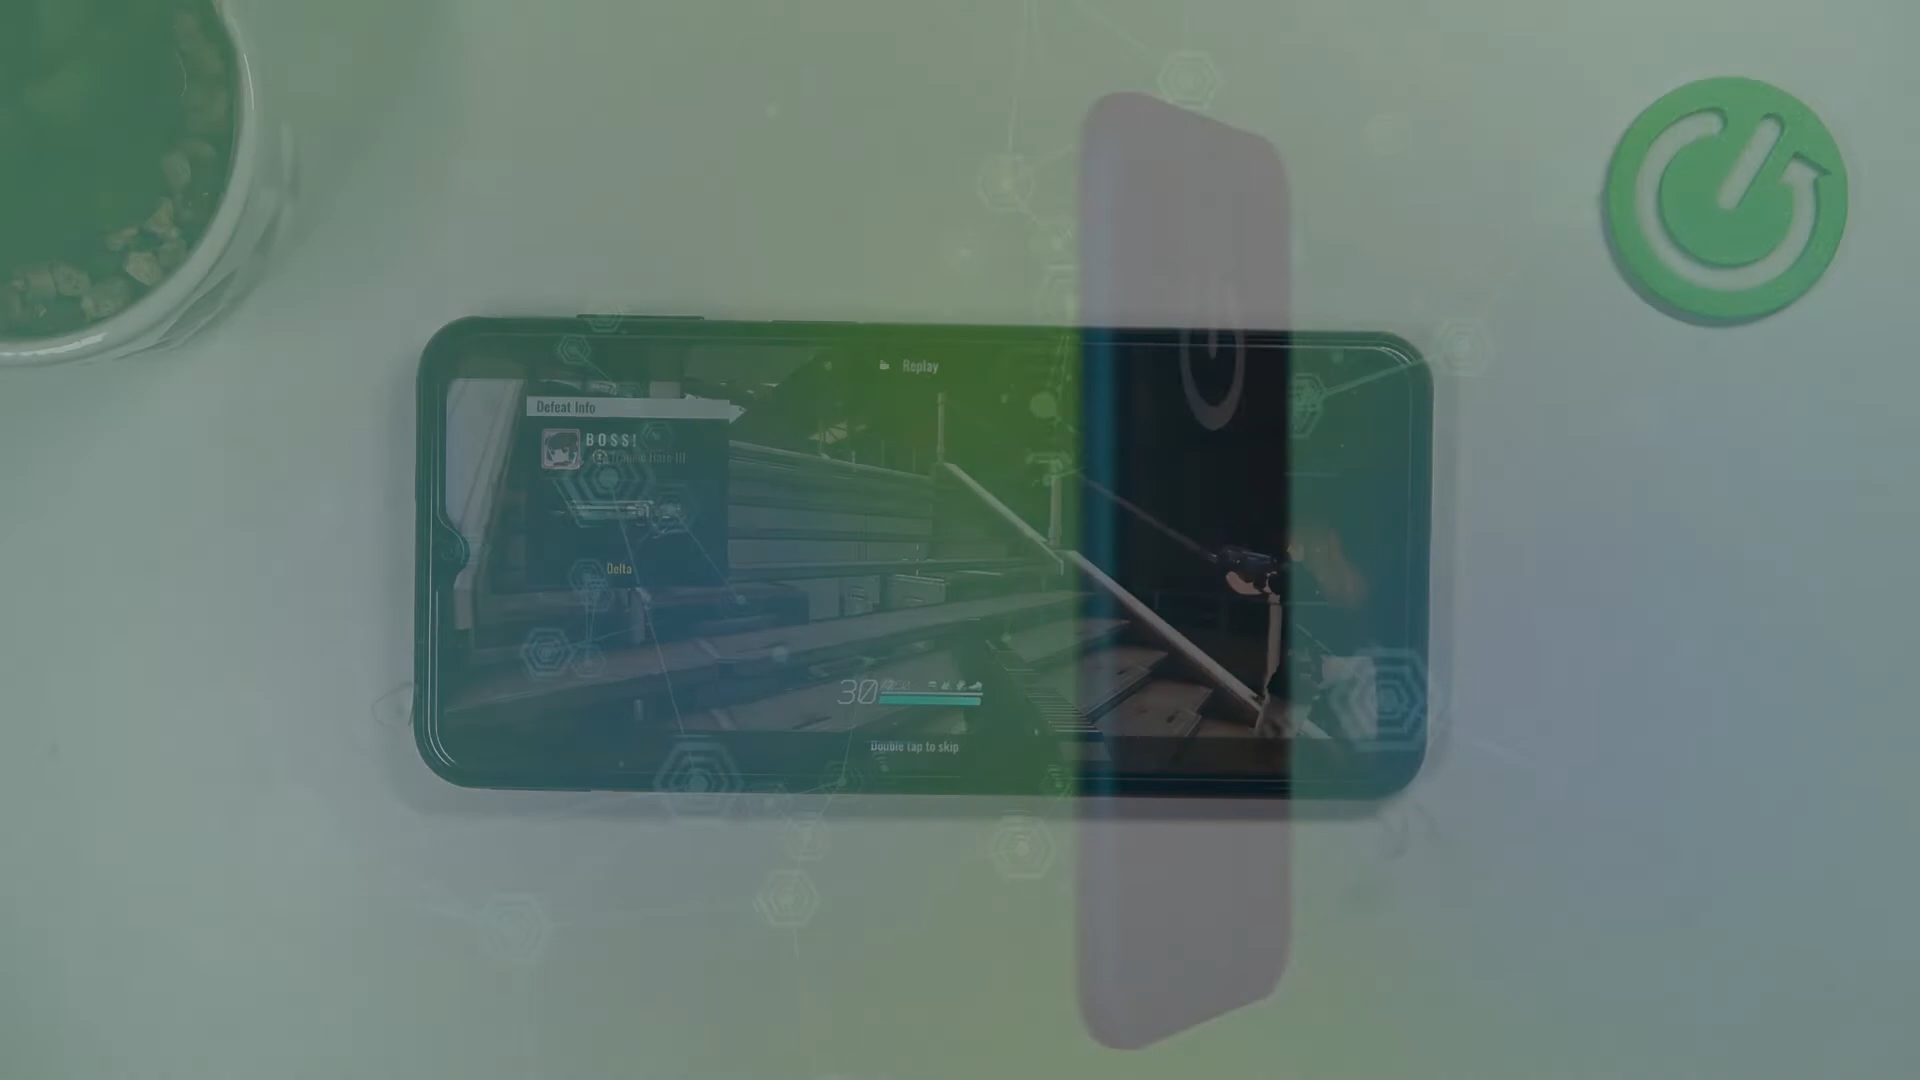 Replay
Defeat Info
BOSS!
Delta
30
Double tap to skip